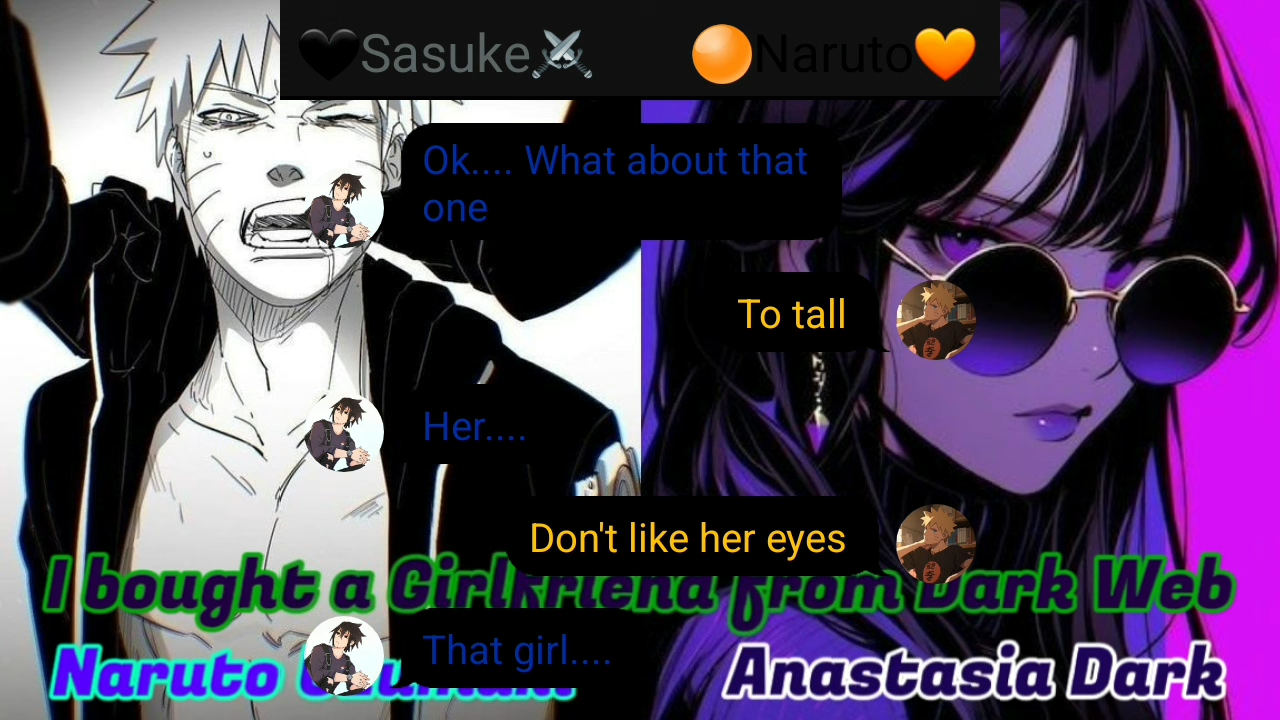 🖤Sasuke⚔️ 🟠Naruto🧡
Ok.... What about that
one
To tall
Her....
Don't like her eyes
I bought a Girlfriend from Dark Web
That girl....
Naruto Uzumaki
Anastasia Dark